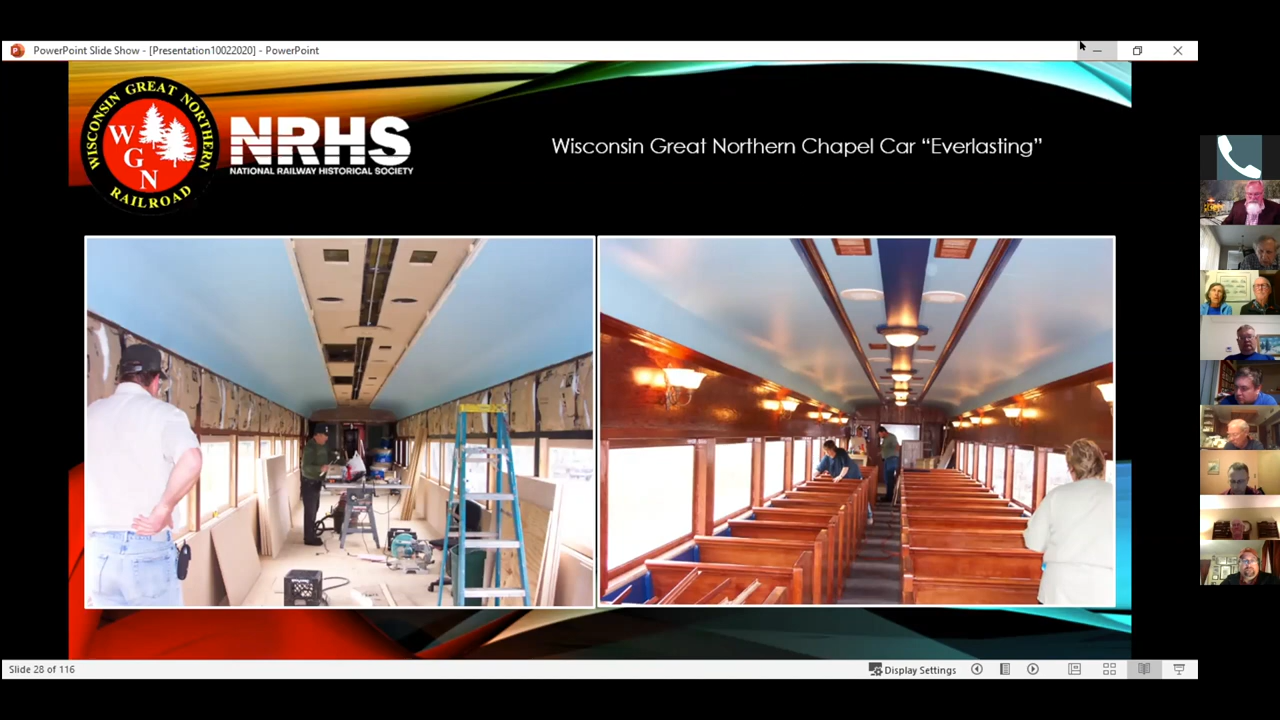 PowerPoint Slide Show - [Presentation10022020] - PowerPoint
WISCONSIN GREAT NORTHERN
W
G
N
RAILROAD
NRHS
NATIONAL RAILWAY HISTORICAL SOCIETY
Wisconsin Great Northern Chapel Car “Everlasting”
Slide 28 of 116
Display Settings